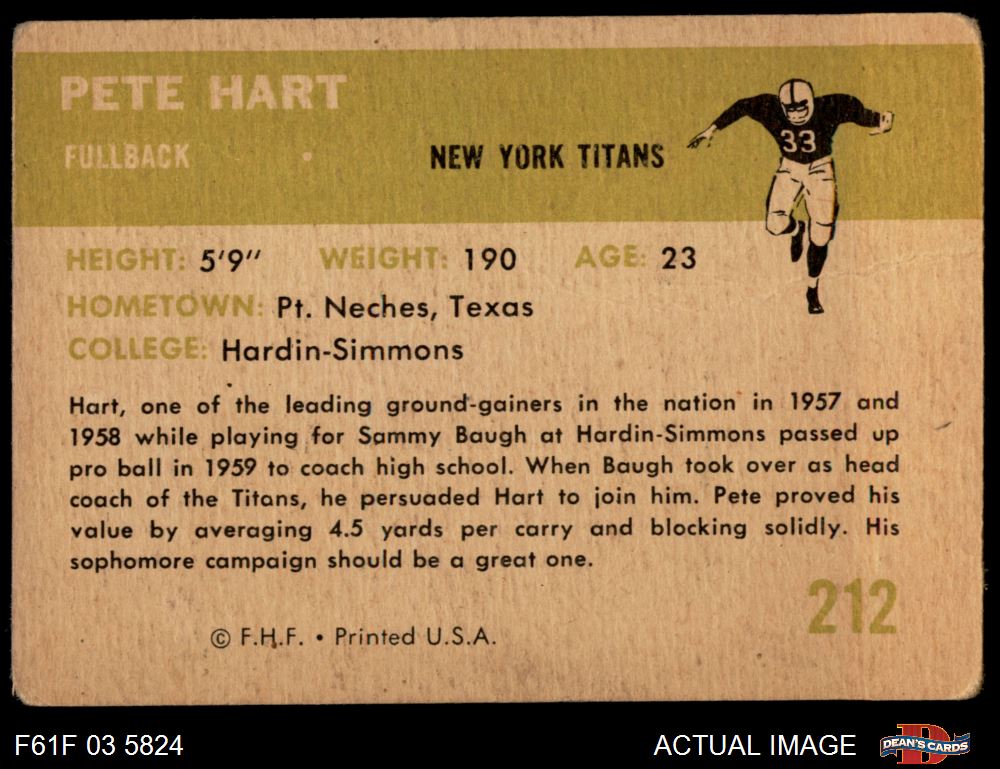 PETE HART
FULLBACK
NEW YORK TITANS
33
HEIGHT: 5'9" WEIGHT: 190 AGE: 23
HOMETOWN: Pt. Neches, Texas
COLLEGE: Hardin-Simmons
Hart, one of the leading ground-gainers in the nation in 1957 and
1958 while playing for Sammy Baugh at Hardin-Simmons passed up
pro ball in 1959 to coach high school. When Baugh took over as head
coach of the Titans, he persuaded Hart to join him. Pete proved his
value by averaging 4.5 yards per carry and blocking solidly. His
sophomore campaign should be a great one.
212
© F.H.F. • Printed U.S.A.
F61F 03 5824
ACTUAL IMAGE
D
DEAN'S CARDS